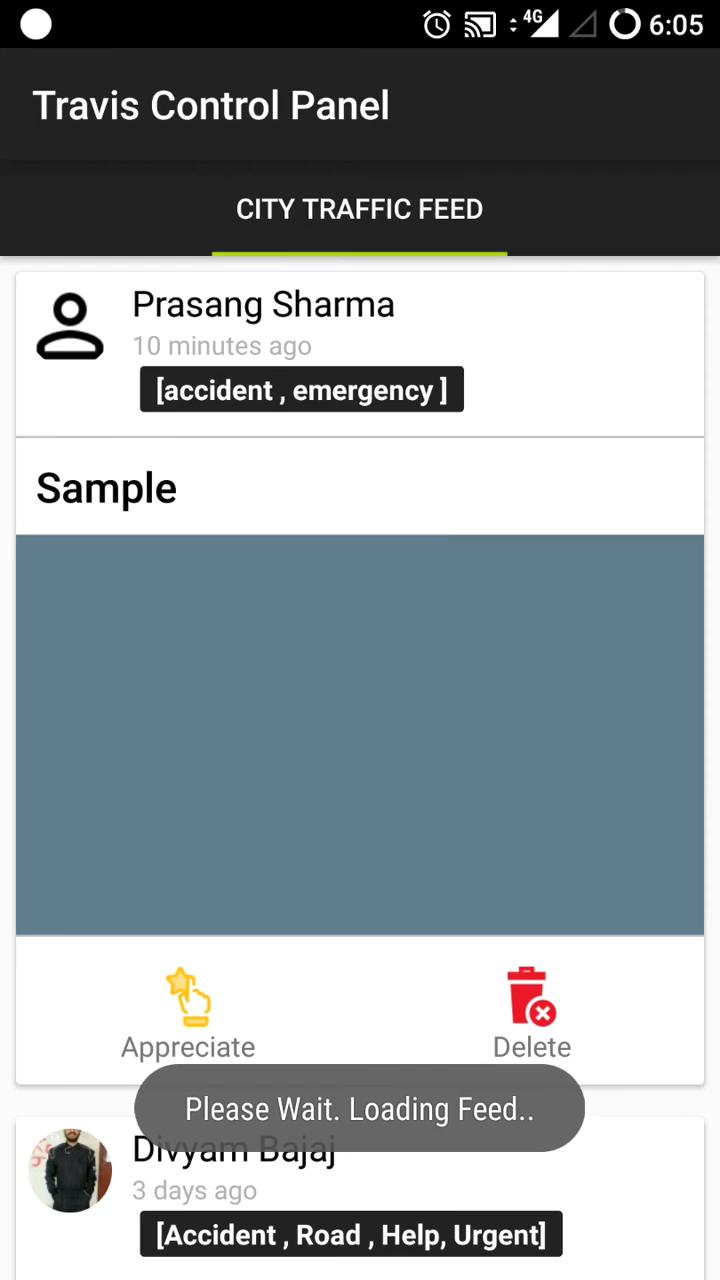 4G 6:05
Travis Control Panel
CITY TRAFFIC FEED
Prasang Sharma
10 minutes ago
[accident , emergency ]
Sample
Appreciate Delete
Please Wait. Loading Feed..
Divyam Bajaj
3 days ago
[Accident , Road , Help, Urgent]